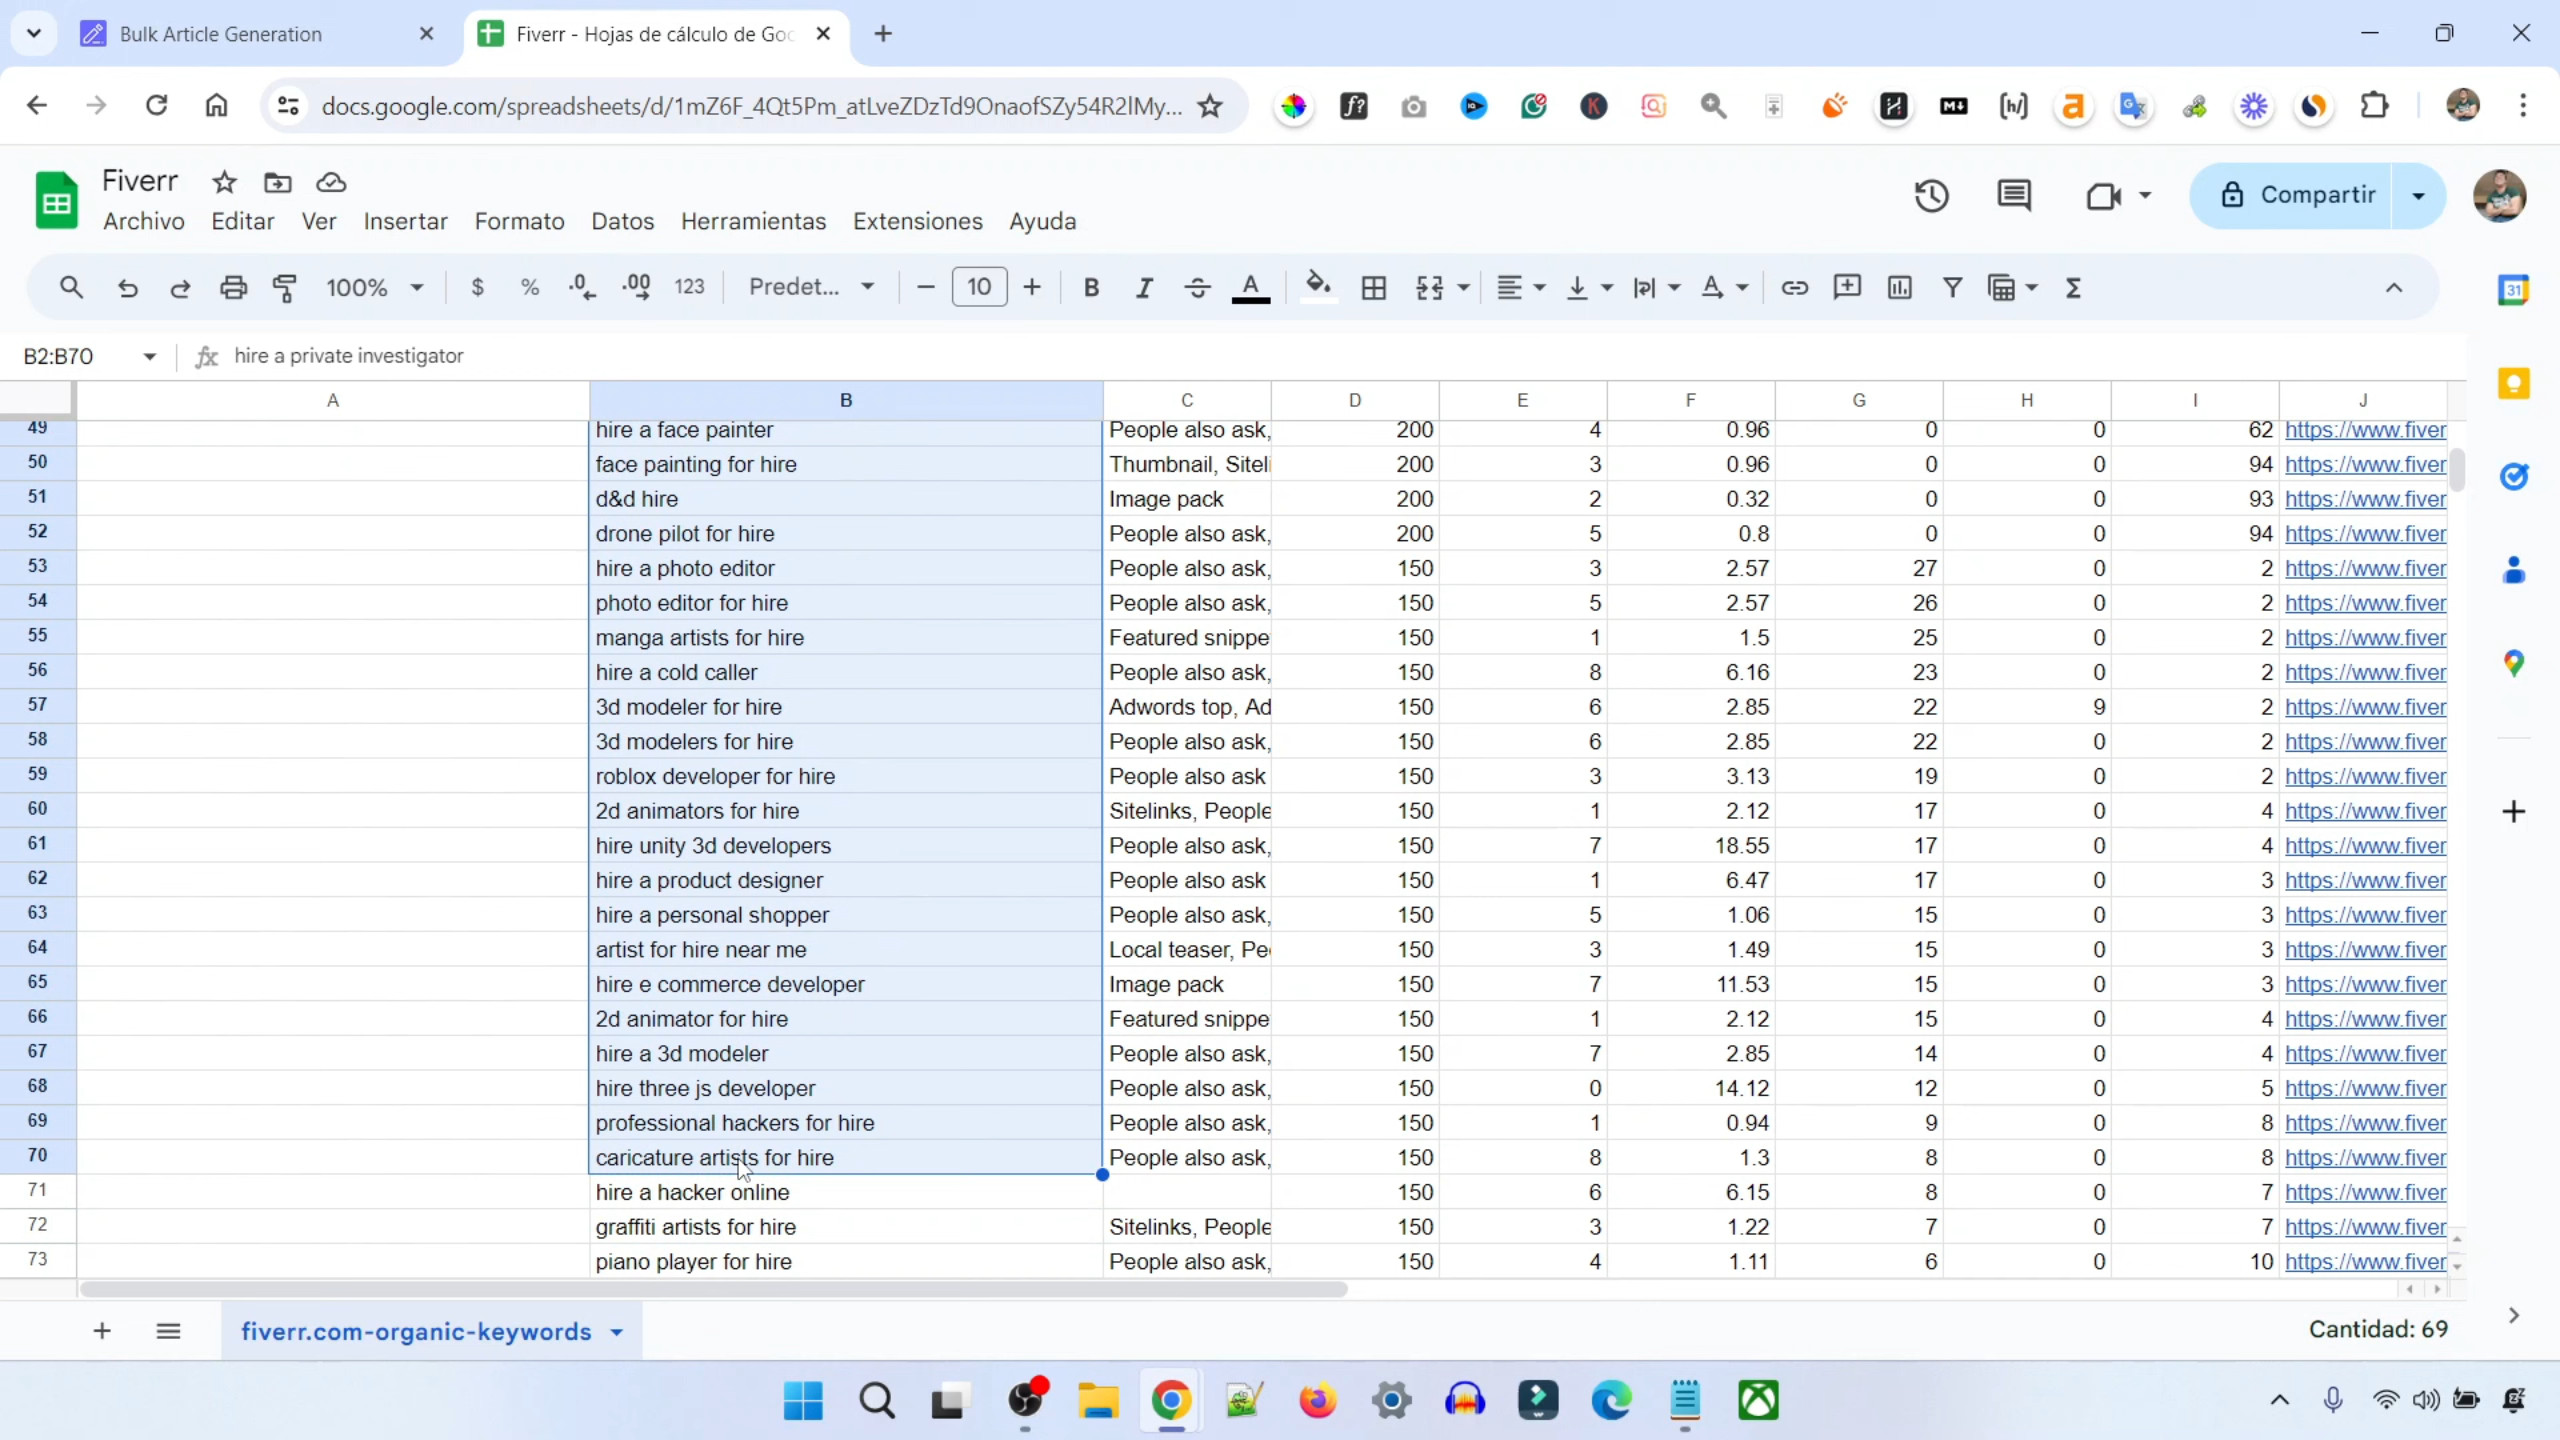 Bulk Article Generation
Fiverr - Hojas de cálculo de Goo
docs.google.com/spreadsheets/d/1mZ6F_4Qt5Pm_atLveZDzTd9OnaofSZy54R2lMy...
Fiverr
Compartir
Archivo Editar Ver Insertar Formato Datos Herramientas Extensiones Ayuda
100% $ % .0 .00 123 Predet... 10 B I A
B2:B70 fx hire a private investigator
A B C D E F G H I J
49 hire a face painter People also ask, 200 4 0.96 0 0 62 https://www.fiver
50 face painting for hire Thumbnail, Siteli 200 3 0.96 0 0 94 https://www.fiver
51 d&d hire Image pack 200 2 0.32 0 0 93 https://www.fiver
52 drone pilot for hire People also ask, 200 5 0.8 0 0 94 https://www.fiver
53 hire a photo editor People also ask, 150 3 2.57 27 0 2 https://www.fiver
54 photo editor for hire People also ask, 150 5 2.57 26 0 2 https://www.fiver
55 manga artists for hire Featured snippe 150 1 1.5 25 0 2 https://www.fiver
56 hire a cold caller People also ask, 150 8 6.16 23 0 2 https://www.fiver
57 3d modeler for hire Adwords top, Ad 150 6 2.85 22 9 2 https://www.fiver
58 3d modelers for hire People also ask, 150 6 2.85 22 0 2 https://www.fiver
59 roblox developer for hire People also ask 150 3 3.13 19 0 2 https://www.fiver
60 2d animators for hire Sitelinks, People 150 1 2.12 17 0 4 https://www.fiver
61 hire unity 3d developers People also ask, 150 7 18.55 17 0 4 https://www.fiver
62 hire a product designer People also ask 150 1 6.47 17 0 3 https://www.fiver
63 hire a personal shopper People also ask, 150 5 1.06 15 0 3 https://www.fiver
64 artist for hire near me Local teaser, Pe 150 3 1.49 15 0 3 https://www.fiver
65 hire e commerce developer Image pack 150 7 11.53 15 0 3 https://www.fiver
66 2d animator for hire Featured snippe 150 1 2.12 15 0 4 https://www.fiver
67 hire a 3d modeler People also ask, 150 7 2.85 14 0 4 https://www.fiver
68 hire three js developer People also ask, 150 0 14.12 12 0 5 https://www.fiver
69 professional hackers for hire People also ask, 150 1 0.94 9 0 8 https://www.fiver
70 caricature artists for hire People also ask, 150 8 1.3 8 0 8 https://www.fiver
71 hire a hacker online 150 6 6.15 8 0 7 https://www.fiver
72 graffiti artists for hire Sitelinks, People 150 3 1.22 7 0 7 https://www.fiver
73 piano player for hire People also ask, 150 4 1.11 6 0 10 https://www.fiver
fiverr.com-organic-keywords
Cantidad: 69